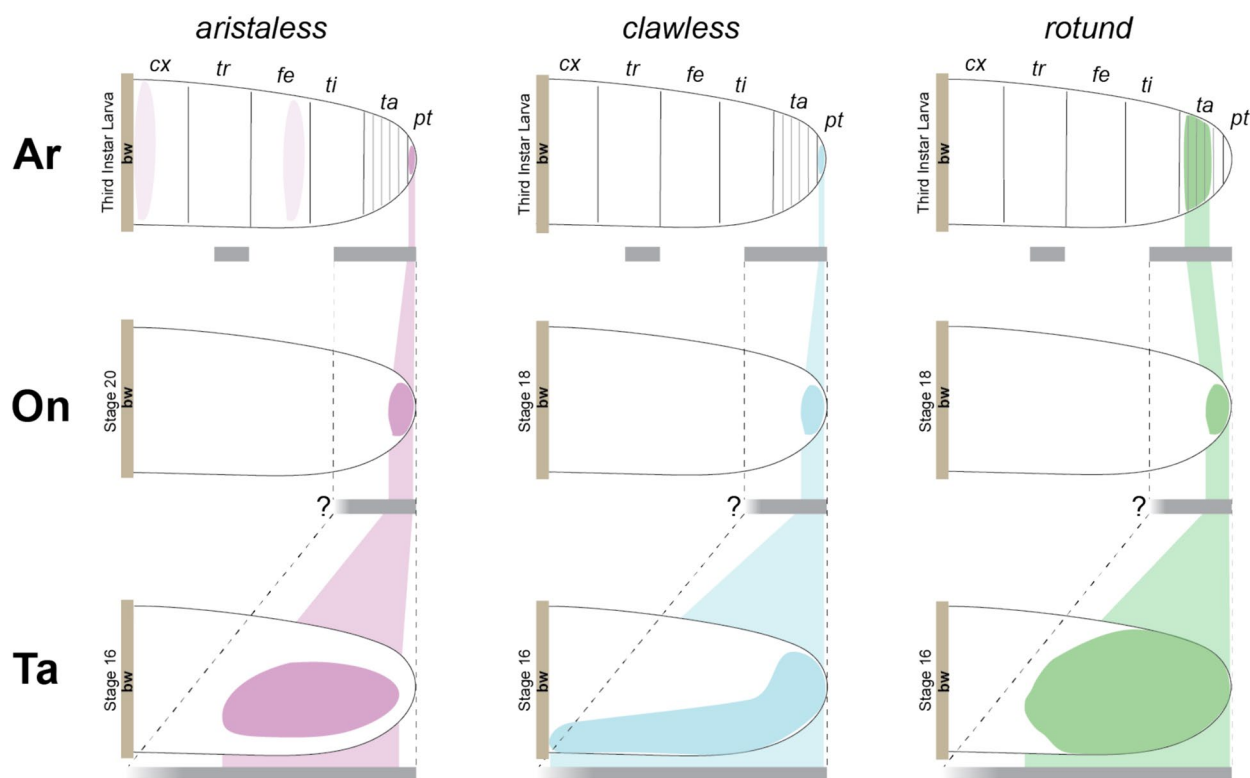 aristaless clawless rotund
cx tr fe ti ta pt cx tr fe ti ta pt cx tr fe ti ta pt
Ar
Third Instar Larva
bw
Third Instar Larva
bw
Third Instar Larva
bw
On
Stage 20
bw
Stage 18
bw
Stage 18
bw
? ? ?
Ta
Stage 16
bw
Stage 16
bw
Stage 16
bw